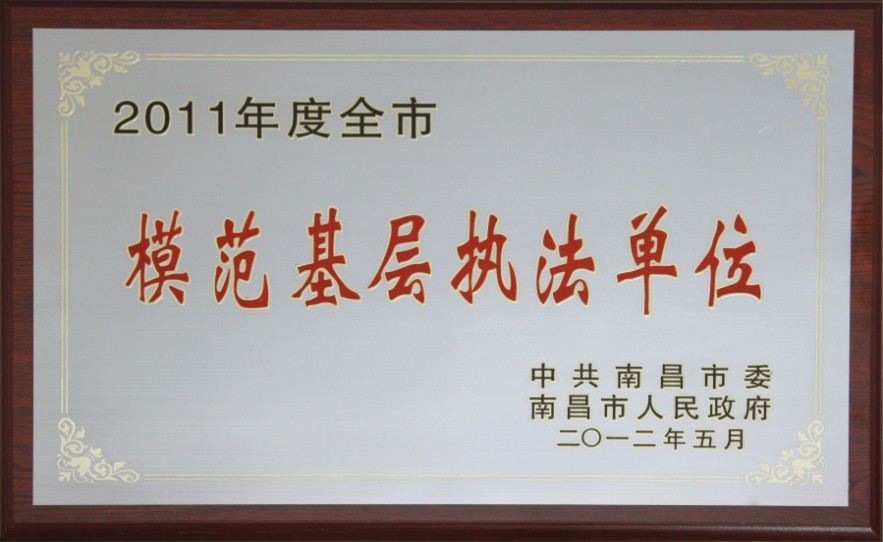 2011年度全市
模范基层执法单位
中共南昌市委
南昌市人民政府
二〇一二年五月